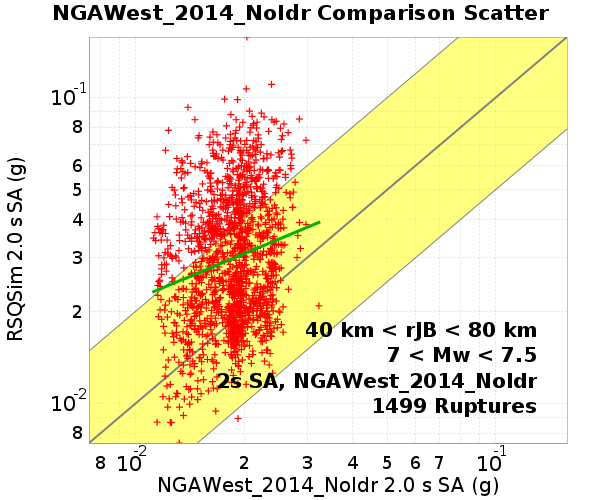 NGAWest_2014_NoIdr Comparison Scatter
10-1
8
6
5
4
3
2
10-2
8
RSQSim 2.0 s SA (g)
40 km < rJB < 80 km
7 < Mw < 7.5
2s SA, NGAWest_2014_NoIdr
1499 Ruptures
8 10-2 2 3 4 5 6 7 10-1
NGAWest_2014_NoIdr 2.0 s SA (g)